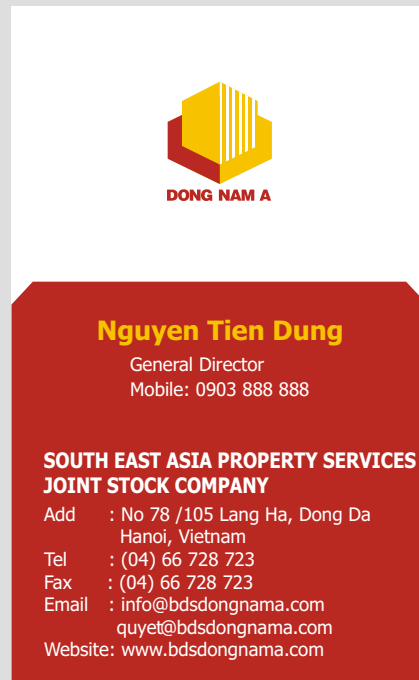 DONG NAM A
Nguyen Tien Dung
General Director
Mobile: 0903 888 888
SOUTH EAST ASIA PROPERTY SERVICES
JOINT STOCK COMPANY
Add : No 78 /105 Lang Ha, Dong Da
Hanoi, Vietnam
Tel : (04) 66 728 723
Fax : (04) 66 728 723
Email : info@bdsdongnama.com
quyet@bdsdongnama.com
Website: www.bdsdongnama.com